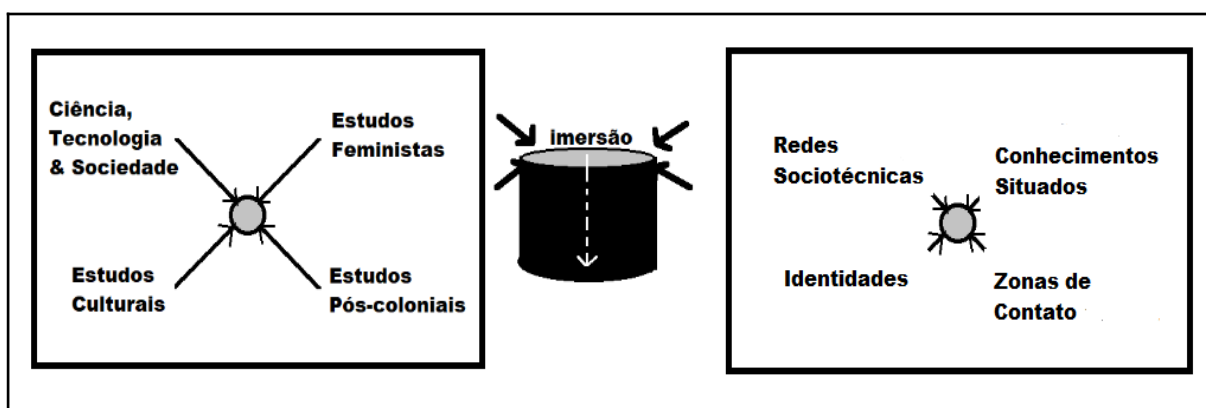 Ciência,
Tecnologia
& Sociedade
Estudos
Feministas
Estudos
Culturais
Estudos
Pós-coloniais
imersão
Redes
Sociotécnicas
Conhecimentos
Situados
Identidades
Zonas de
Contato